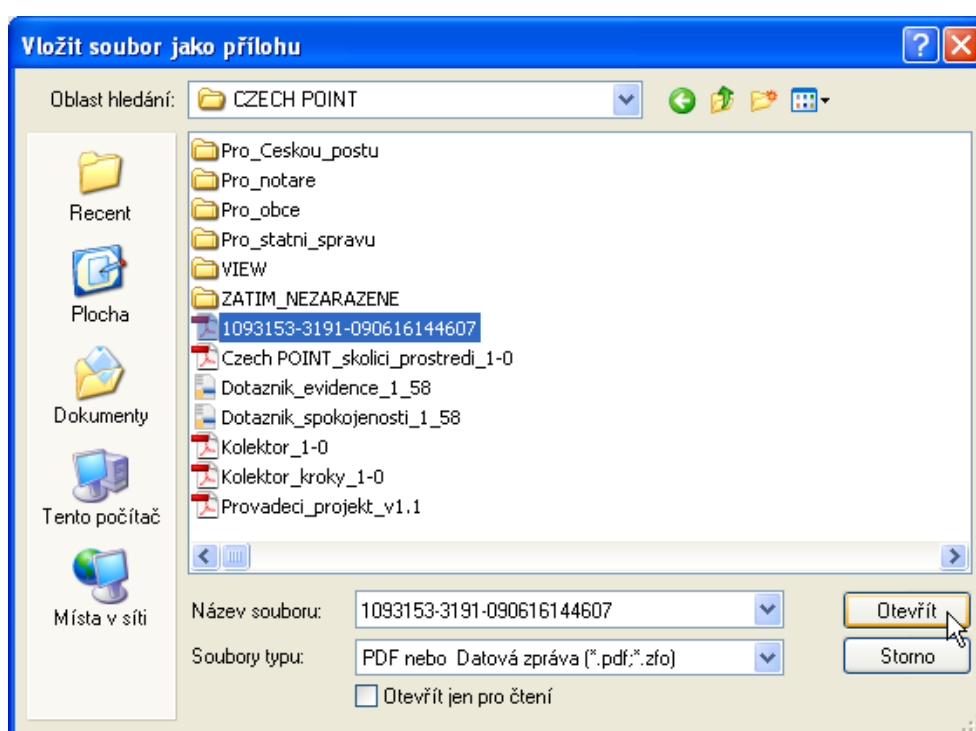 Vložit soubor jako přílohu
Oblast hledání: CZECH POINT
Recent
Plocha
Dokumenty
Tento počítač
Místa v síti
Pro_Ceskou_postu
Pro_notare
Pro_obce
Pro_statni_spravu
VIEW
ZATIM_NEZARAZENE
1093153-3191-090616144607
Czech POINT_skolici_prostredi_1-0
Dotaznik_evidence_1_58
Dotaznik_spokojenosti_1_58
Kolektor_1-0
Kolektor_kroky_1-0
Provadeci_projekt_v1.1
Název souboru: 1093153-3191-090616144607 Otevřít
Soubory typu: PDF nebo Datová zpráva (*.pdf;*.zfo) Storno
Otevřít jen pro čtení